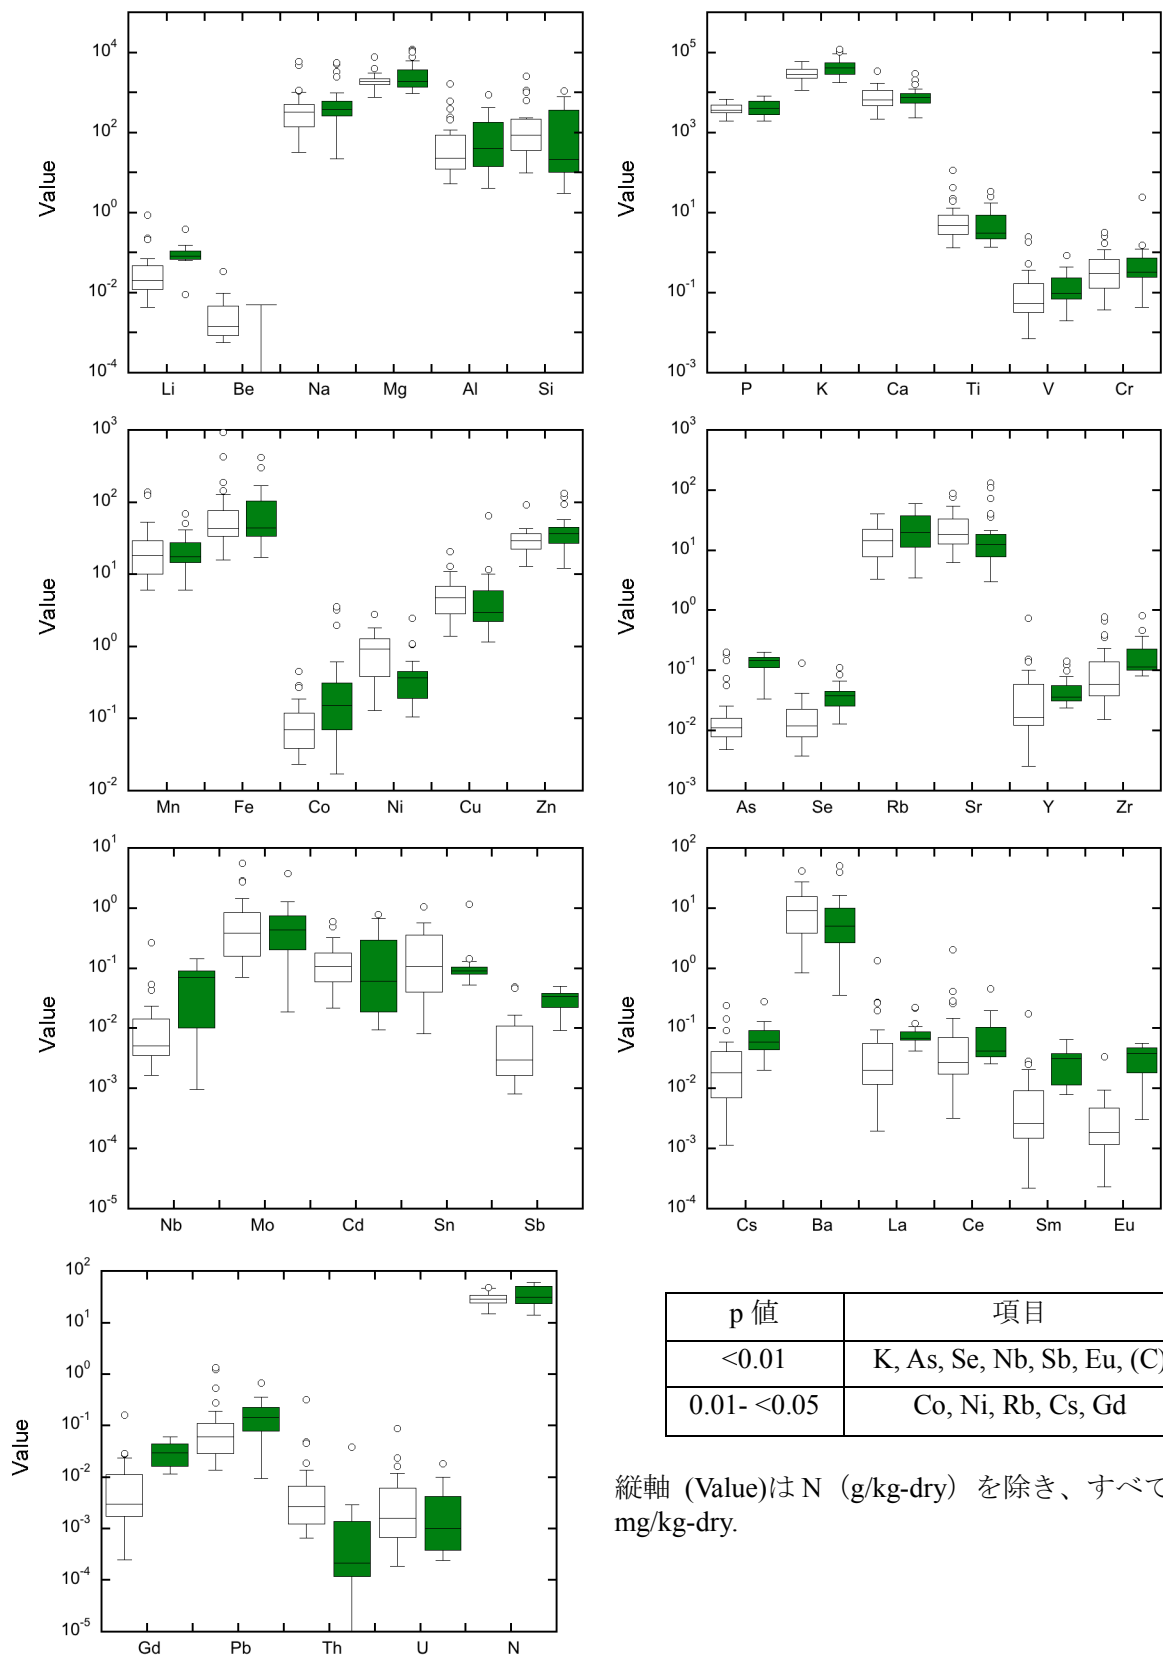 10^4
10^2
10^0
10^-2
10^-4
Value
Li Be Na Mg Al Si
10^5
10^3
10^1
10^-1
10^-3
Value
P K Ca Ti V Cr
10^3
10^2
10^1
10^0
10^-1
10^-2
Value
Mn Fe Co Ni Cu Zn
10^3
10^2
10^1
10^0
10^-1
10^-2
10^-3
Value
As Se Rb Sr Y Zr
10^1
10^0
10^-1
10^-2
10^-3
10^-4
10^-5
Value
Nb Mo Cd Sn Sb
10^2
10^1
10^0
10^-1
10^-2
10^-3
10^-4
Value
Cs Ba La Ce Sm Eu
10^2
10^1
10^0
10^-1
10^-2
10^-3
10^-4
10^-5
Value
Gd Pb Th U N
p 値 項目
<0.01 K, As, Se, Nb, Sb, Eu, (C)
0.01- <0.05 Co, Ni, Rb, Cs, Gd
縦軸 (Value)は N（g/kg-dry）を除き、すべて
mg/kg-dry.